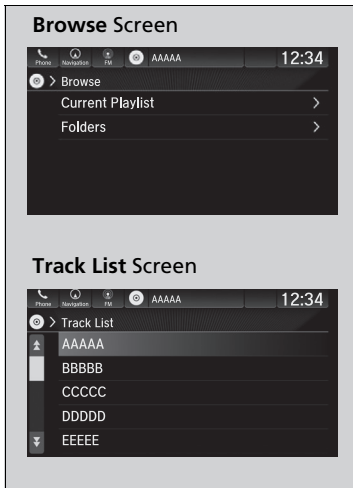 Browse Screen
Phone Navigation FM AAAAA 12:34
> Browse
Current Playlist >
Folders >
Track List Screen
Phone Navigation FM AAAAA 12:34
> Track List
AAAAA
BBBBB
CCCCC
DDDDD
EEEEE